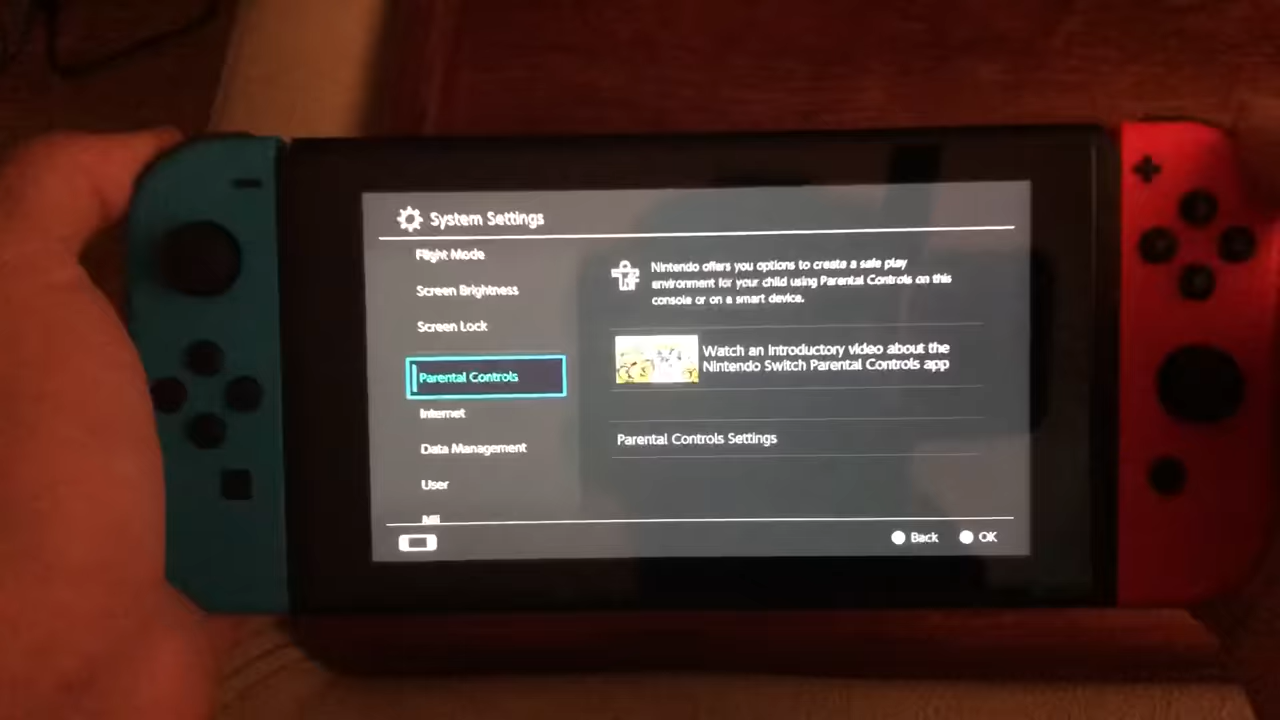 System Settings
Flight Mode
Screen Brightness
Screen Lock
Parental Controls
Internet
Data Management
User
Mii
Nintendo offers you options to create a safe play
environment for your child using Parental Controls on this
console or on a smart device.
Watch an introductory video about the
Nintendo Switch Parental Controls app
Parental Controls Settings
Back
OK